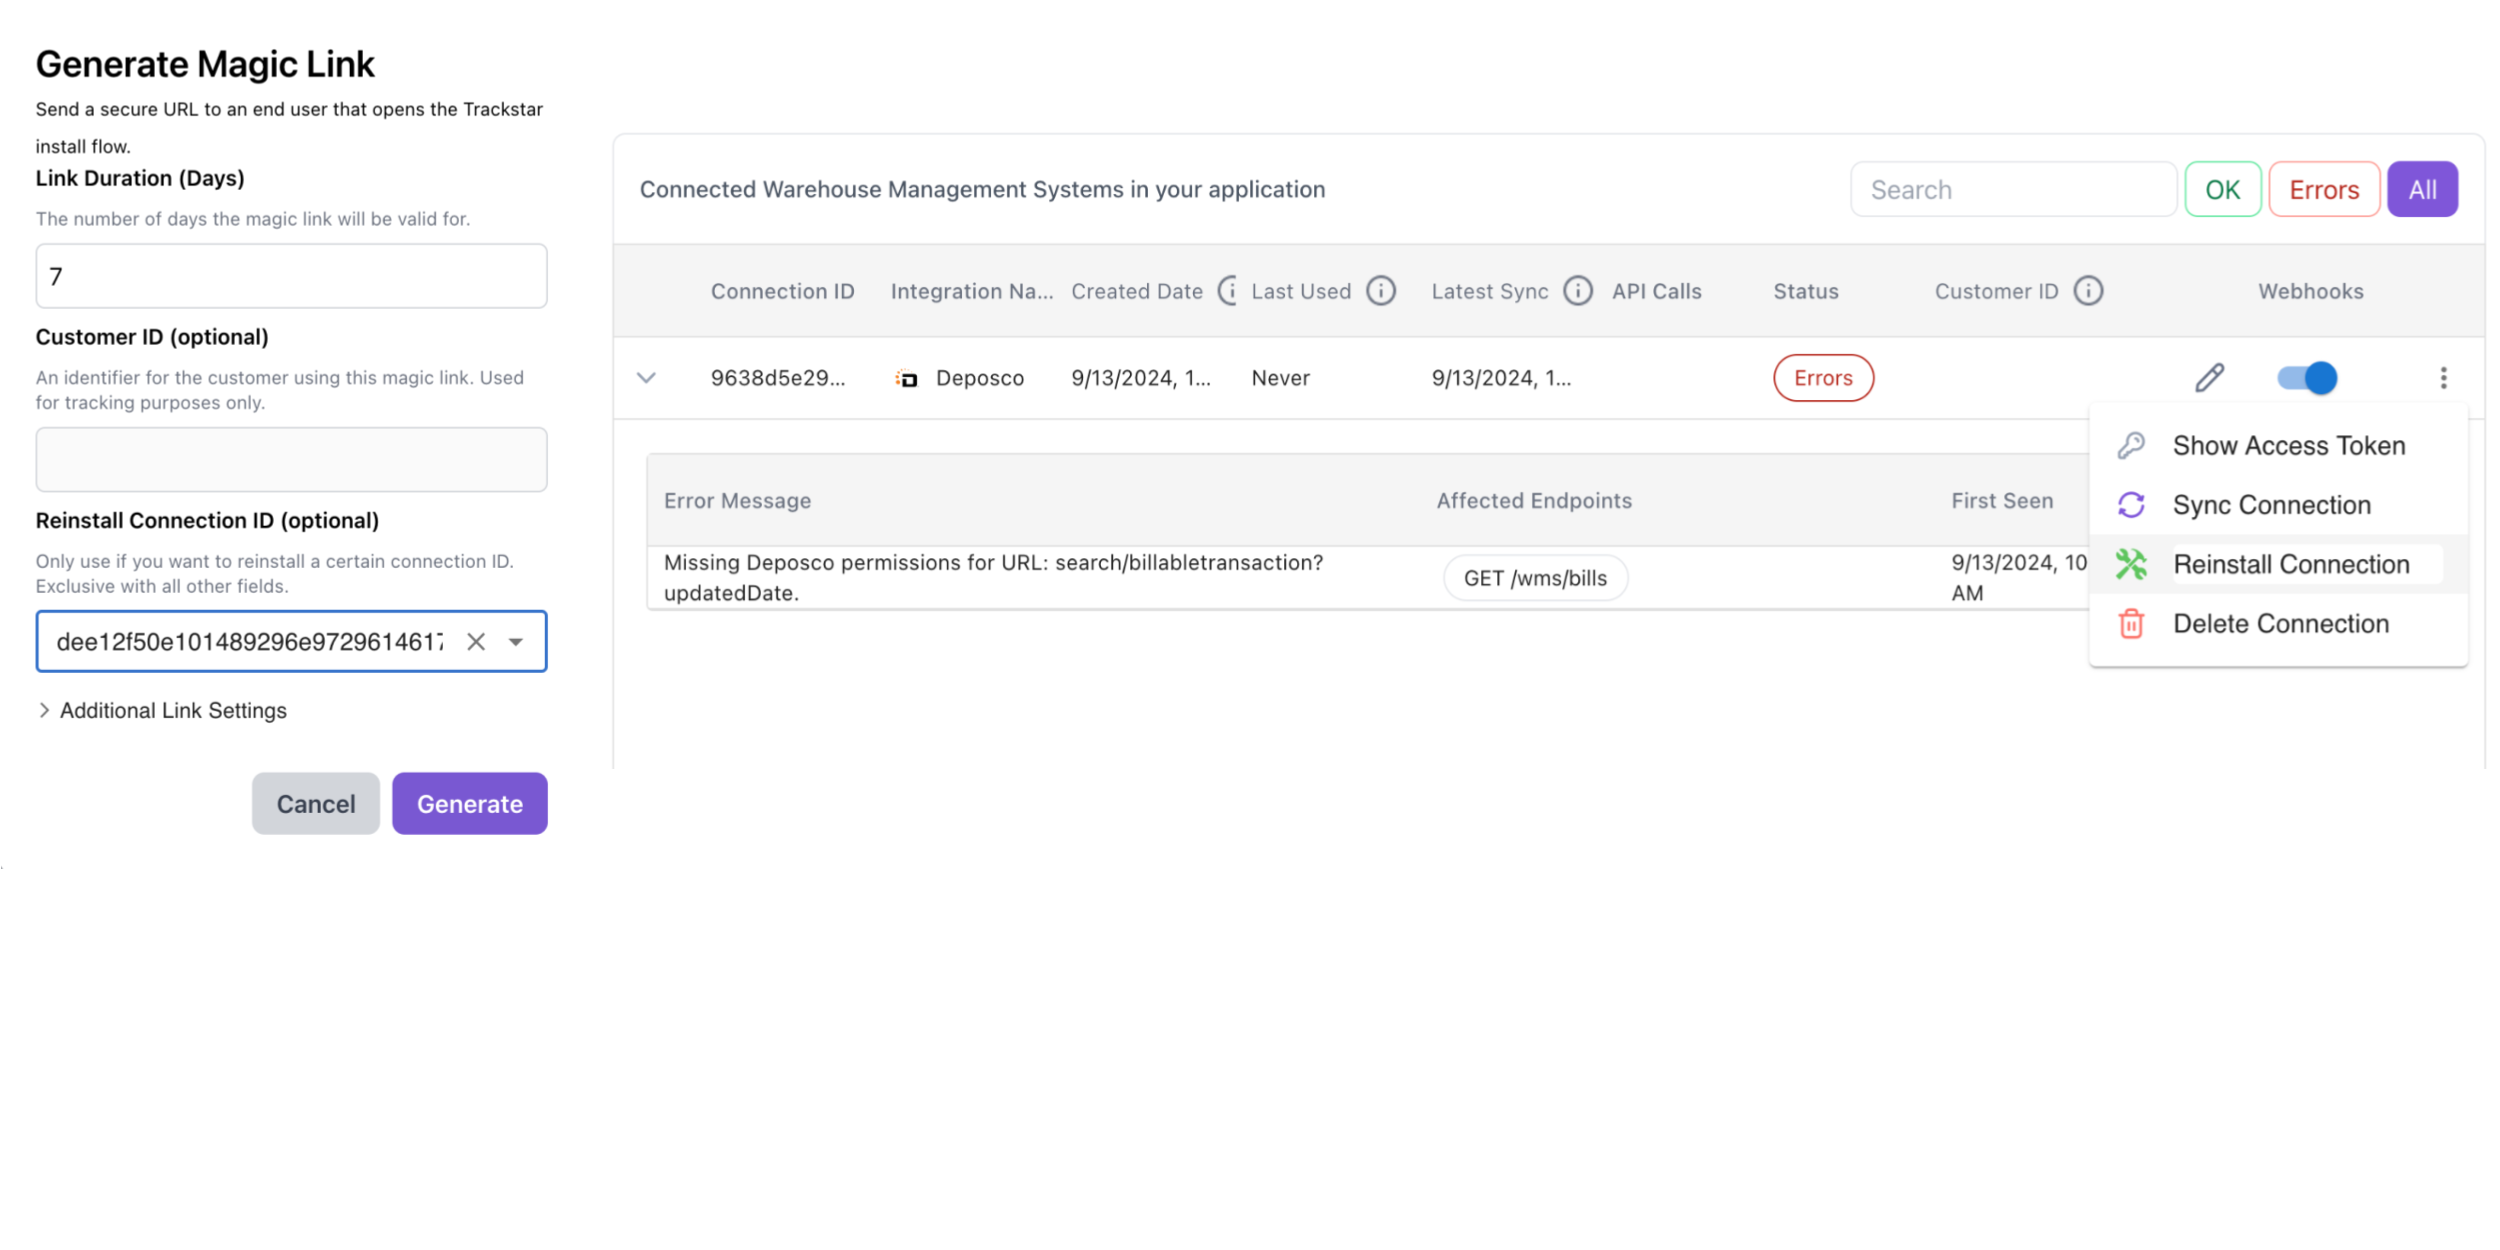 Generate Magic Link
Send a secure URL to an end user that opens the Trackstar
install flow.
Link Duration (Days)
The number of days the magic link will be valid for.
7
Customer ID (optional)
An identifier for the customer using this magic link. Used
for tracking purposes only.
Reinstall Connection ID (optional)
Only use if you want to reinstall a certain connection ID.
Exclusive with all other fields.
dee12f50e101489296e9729614617
Additional Link Settings
Cancel Generate
Connected Warehouse Management Systems in your application Search OK Errors All
Connection ID Integration Na... Created Date Last Used Latest Sync API Calls Status Customer ID Webhooks
9638d5e29... Deposco 9/13/2024, 1... Never 9/13/2024, 1... Errors
Error Message Affected Endpoints First Seen
Missing Deposco permissions for URL: search/billabletransaction?
updatedDate.
GET /wms/bills
9/13/2024, 10
AM
Show Access Token
Sync Connection
Reinstall Connection
Delete Connection